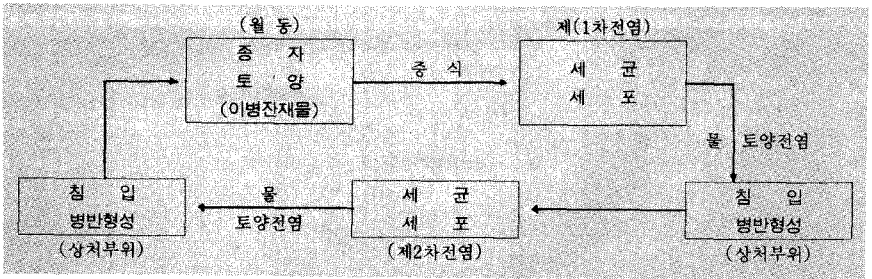 (월 동)
종 자
토 양
(이병잔재물)
증 식
제(1차전염)
세 균
세 포
물 토양전염
침 입
병반형성
(상처부위)
세 균
세 포
(제2차전염)
물
토양전염
침 입
병반형성
(상처부위)